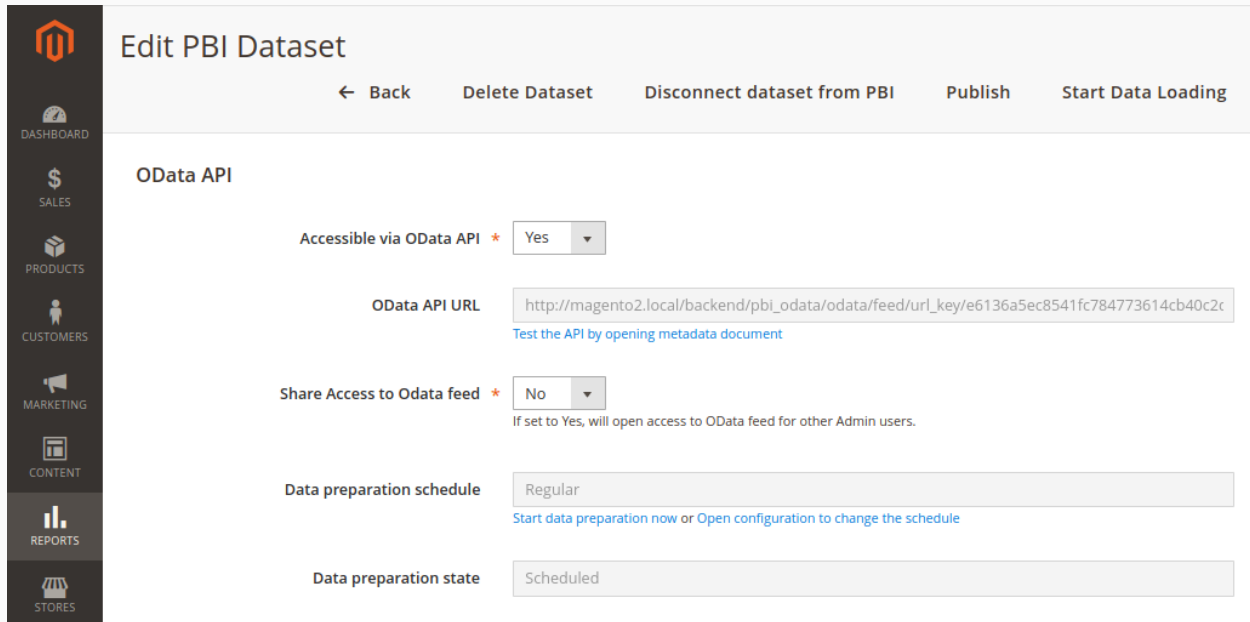 Edit PBI Dataset
← Back Delete Dataset Disconnect dataset from PBI Publish Start Data Loading
DASHBOARD
SALES
PRODUCTS
CUSTOMERS
MARKETING
CONTENT
REPORTS
STORES
OData API
Accessible via OData API * Yes
OData API URL http://magento2.local/backend/pbi_odata/odata/feed/url_key/e6136a5ec8541fc784773614cb40c2c
Test the API by opening metadata document
Share Access to Odata feed * No
If set to Yes, will open access to OData feed for other Admin users.
Data preparation schedule Regular
Start data preparation now or Open configuration to change the schedule
Data preparation state Scheduled